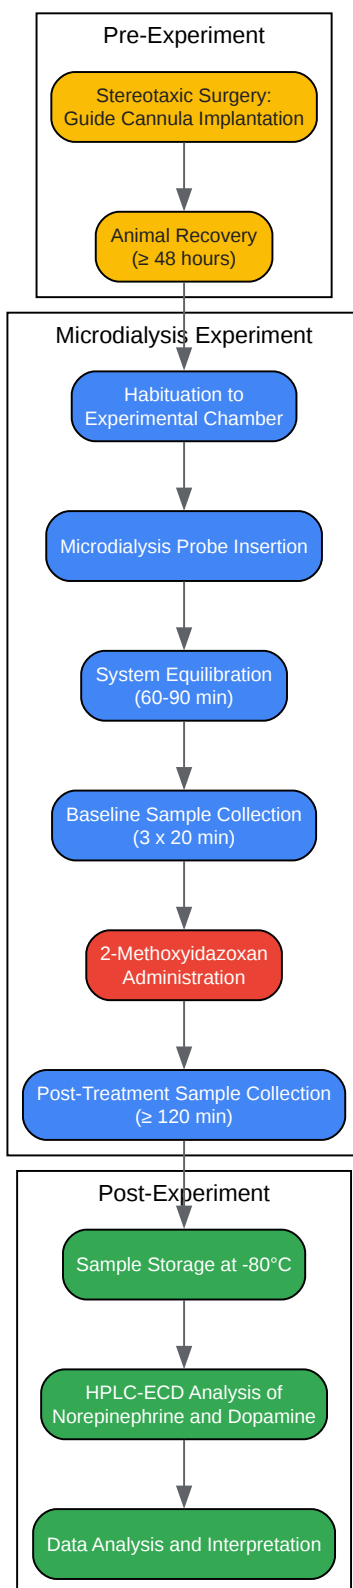 Pre-Experiment
Stereotaxic Surgery:
Guide Cannula Implantation
Animal Recovery
(≥ 48 hours)
Microdialysis Experiment
Habituation to
Experimental Chamber
Microdialysis Probe Insertion
System Equilibration
(60-90 min)
Baseline Sample Collection
(3 x 20 min)
2-Methoxyidazoxan
Administration
Post-Treatment Sample Collection
(≥ 120 min)
Post-Experiment
Sample Storage at -80°C
HPLC-ECD Analysis of
Norepinephrine and Dopamine
Data Analysis and Interpretation